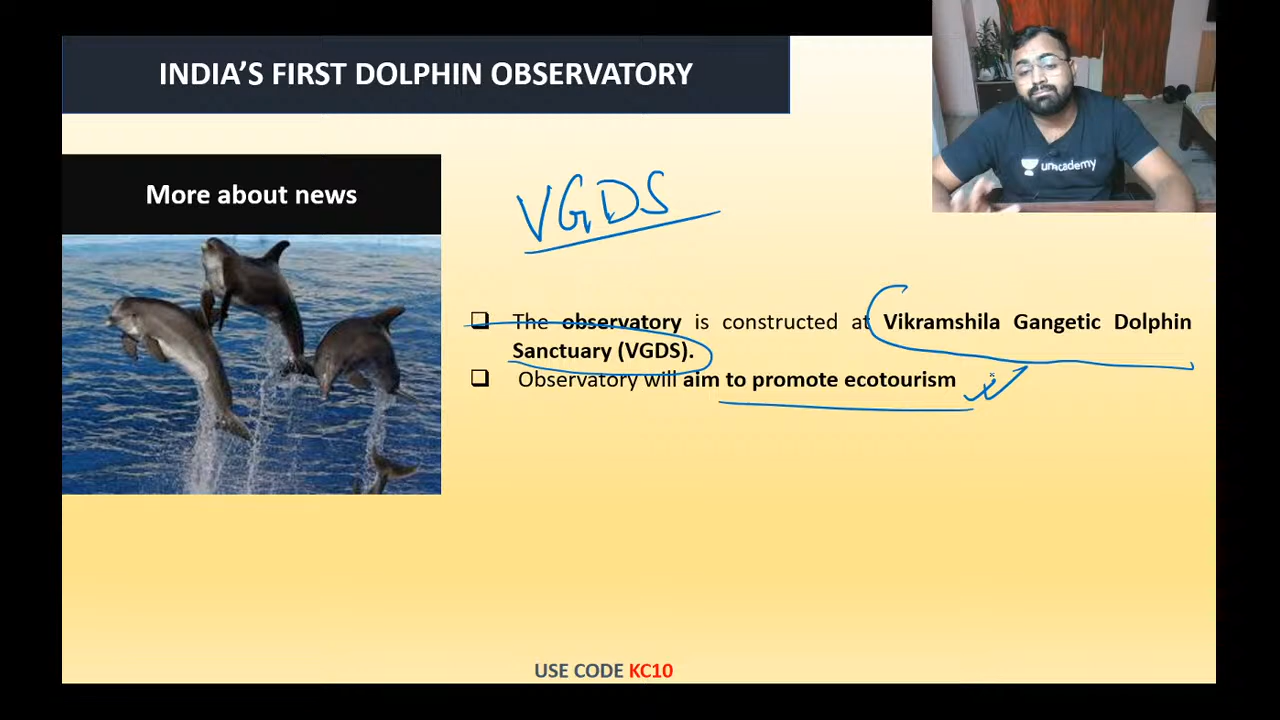 INDIA'S FIRST DOLPHIN OBSERVATORY
unacademy
More about news
VGDS
The observatory is constructed at Vikramshila Gangetic Dolphin
Sanctuary (VGDS).
Observatory will aim to promote ecotourism
USE CODE KC10